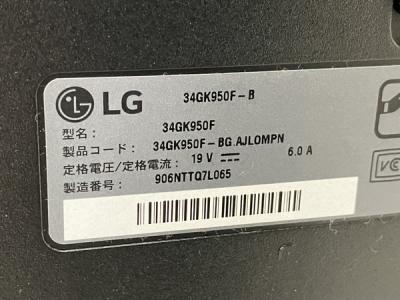 LG 34GK950F-B
型名: 34GK950F
製品コード: 34GK950F-BG.AJLOMPN
定格電圧/定格電流: 19 V ⎓ 6.0 A
製造番号: 906NTTQ7L065